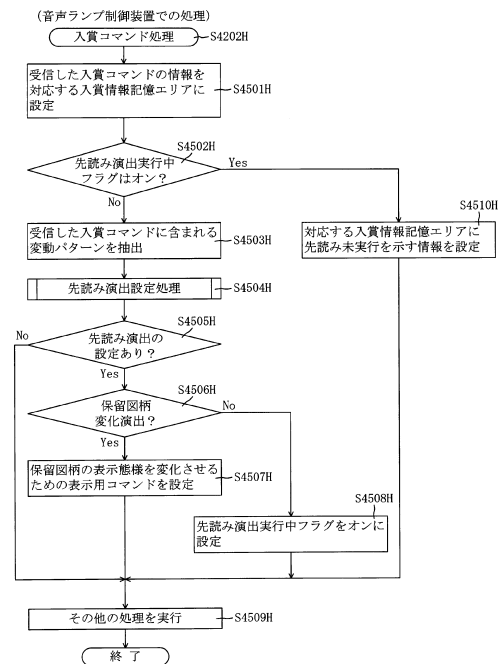 (音声ランプ制御装置での処理)
入賞コマンド処理
S4202H
受信した入賞コマンドの情報を
対応する入賞情報記憶エリアに
設定
S4501H
S4502H
先読み演出実行中
フラグはオン?
Yes
No
S4510H
対応する入賞情報記憶エリアに
先読み未実行を示す情報を設定
受信した入賞コマンドに含まれる
変動パターンを抽出
S4503H
先読み演出設定処理
S4504H
S4505H
先読み演出の
設定あり?
No
Yes
S4506H
保留図柄
変化演出?
No
Yes
保留図柄の表示態様を変化させる
ための表示用コマンドを設定
S4507H
S4508H
先読み演出実行中フラグをオンに
設定
その他の処理を実行
S4509H
終了